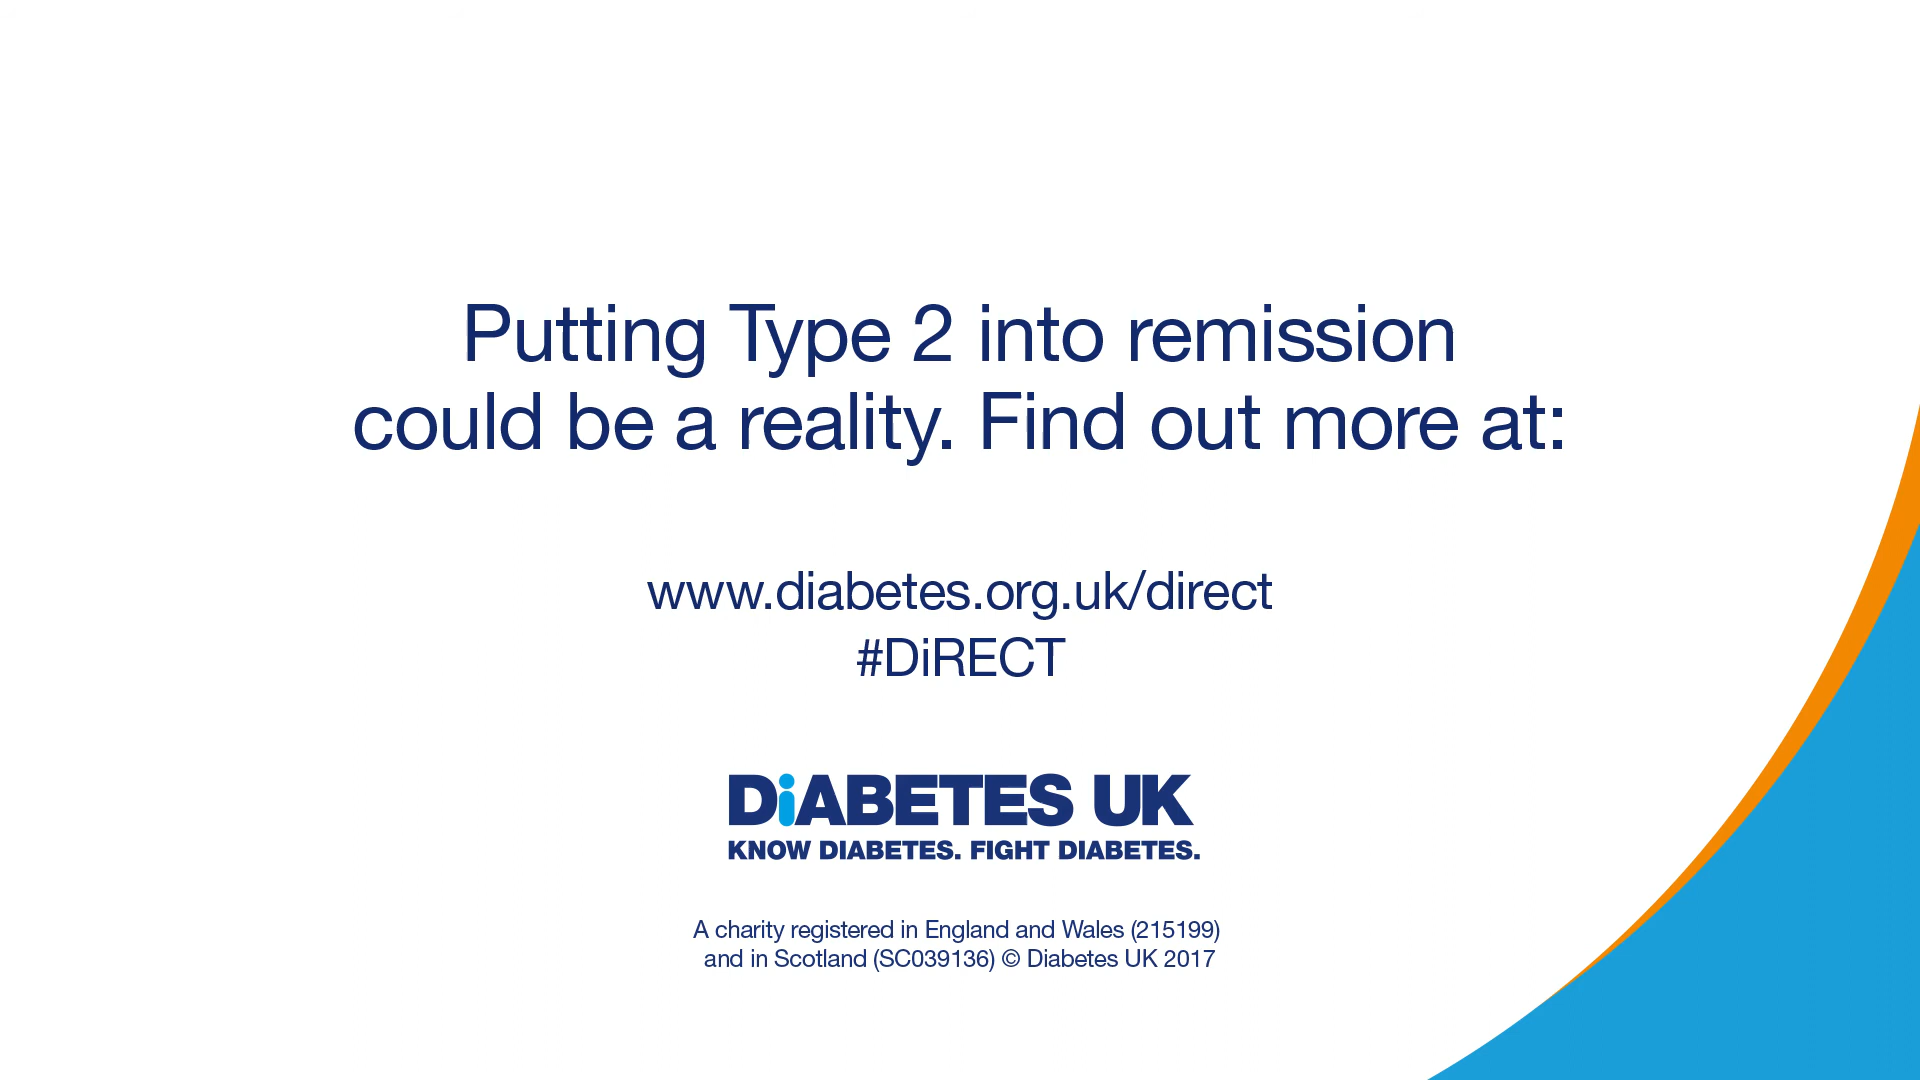 Putting Type 2 into remission
could be a reality. Find out more at:
www.diabetes.org.uk/direct
#DiRECT
DiABETES UK
KNOW DIABETES. FIGHT DIABETES.
A charity registered in England and Wales (215199)
and in Scotland (SC039136) © Diabetes UK 2017